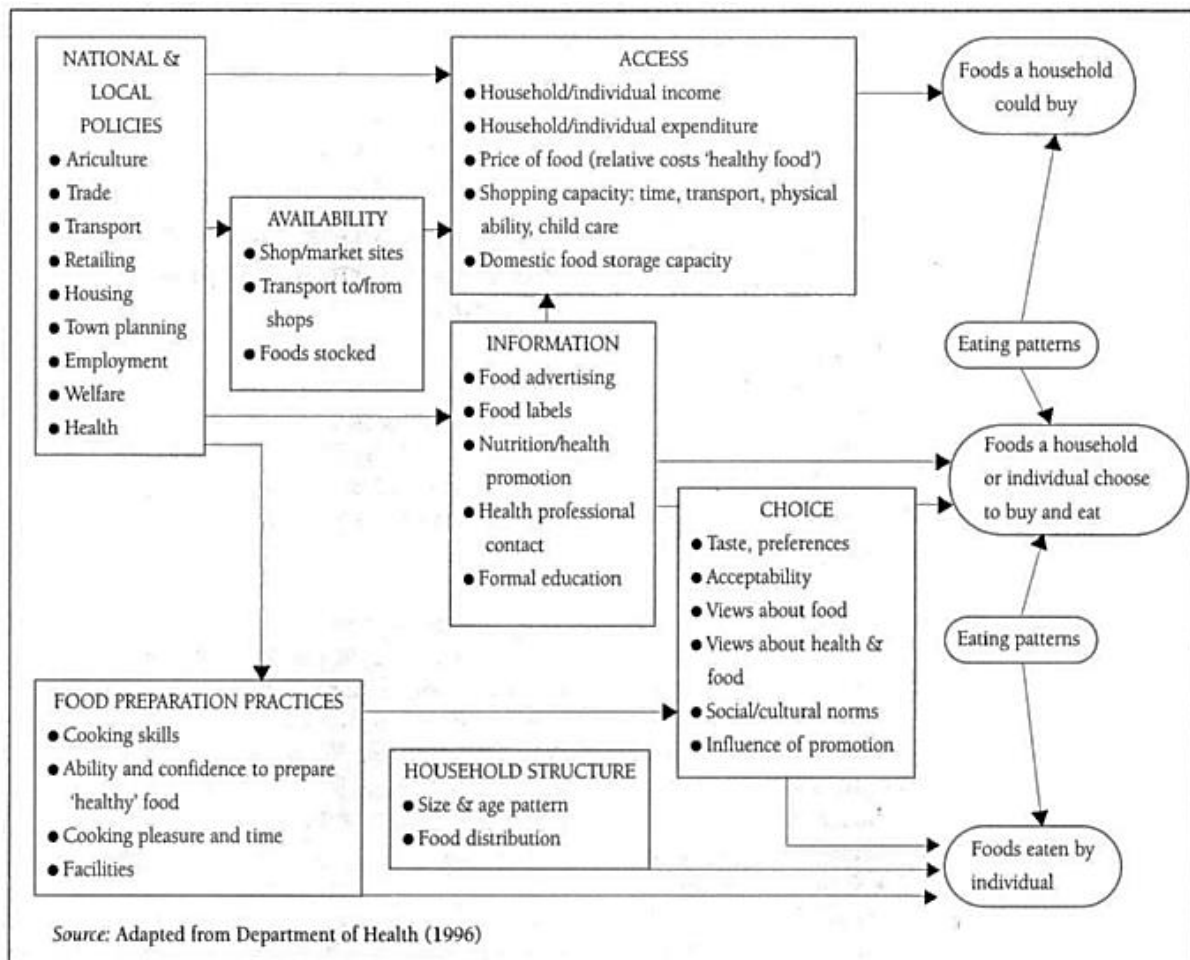 NATIONAL &
LOCAL
POLICIES
● Ariculture
● Trade
● Transport
● Retailing
● Housing
● Town planning
● Employment
● Welfare
● Health
AVAILABILITY
● Shop/market sites
● Transport to/from
shops
● Foods stocked
ACCESS
● Household/individual income
● Household/individual expenditure
● Price of food (relative costs 'healthy food')
● Shopping capacity: time, transport, physical
ability, child care
● Domestic food storage capacity
INFORMATION
● Food advertising
● Food labels
● Nutrition/health
promotion
● Health professional
contact
● Formal education
CHOICE
● Taste, preferences
● Acceptability
● Views about food
● Views about health &
food
● Social/cultural norms
● Influence of promotion
FOOD PREPARATION PRACTICES
● Cooking skills
● Ability and confidence to prepare
'healthy' food
● Cooking pleasure and time
● Facilities
HOUSEHOLD STRUCTURE
● Size & age pattern
● Food distribution
Foods a household
could buy
Eating patterns
Foods a household
or individual choose
to buy and eat
Eating patterns
Foods eaten by
individual
Source: Adapted from Department of Health (1996)